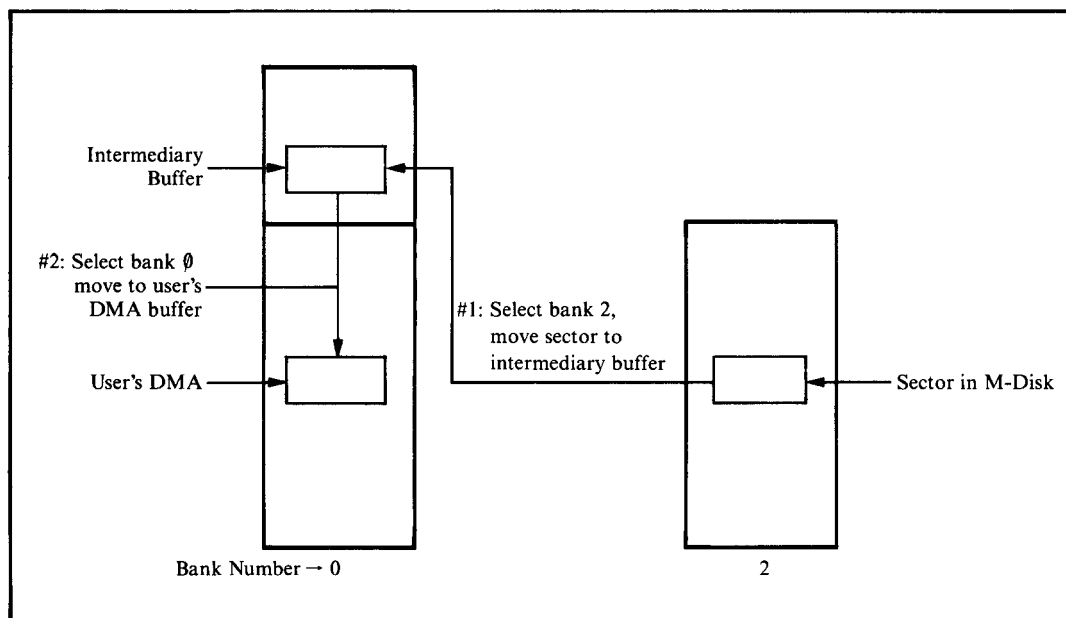 Intermediary
Buffer
#2: Select bank 0̸
move to user's
DMA buffer
#1: Select bank 2,
move sector to
intermediary buffer
User's DMA
Sector in M-Disk
Bank Number → 0
2